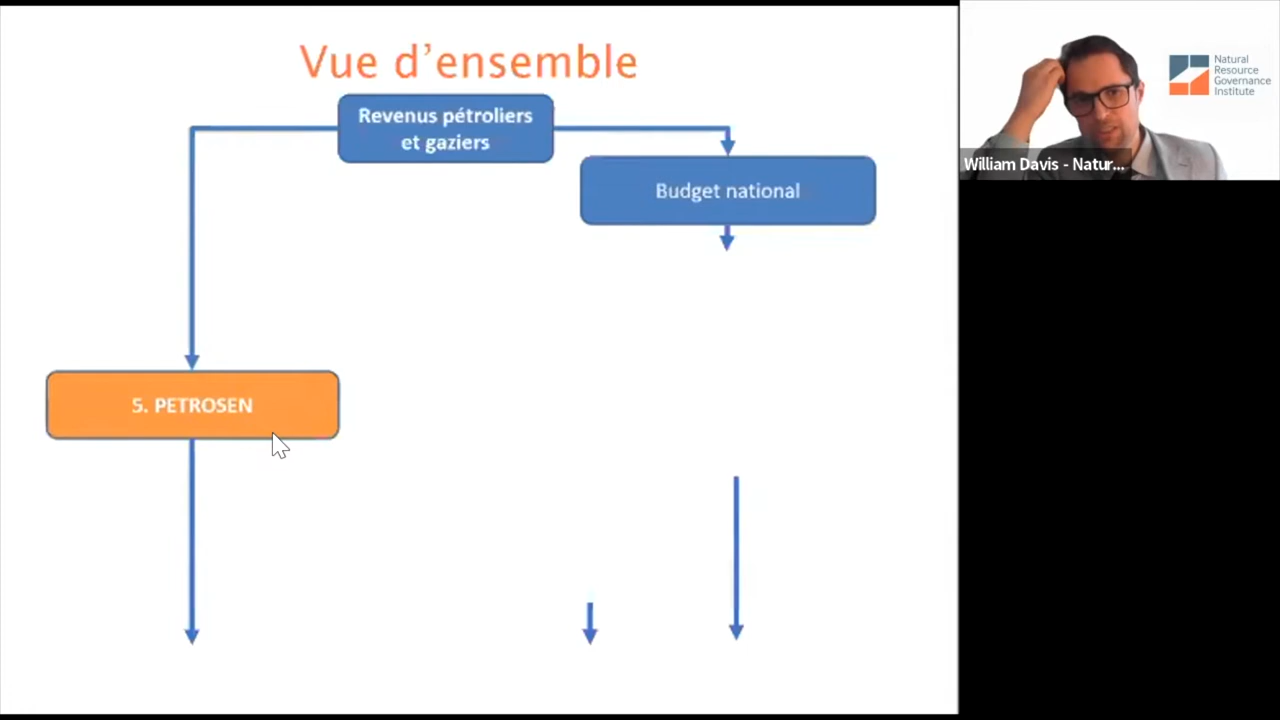 Vue d’ensemble
Revenus pétroliers
et gaziers
Budget national
5. PETROSEN
Natural
Resource
Governance
Institute
William Davis - Natur...